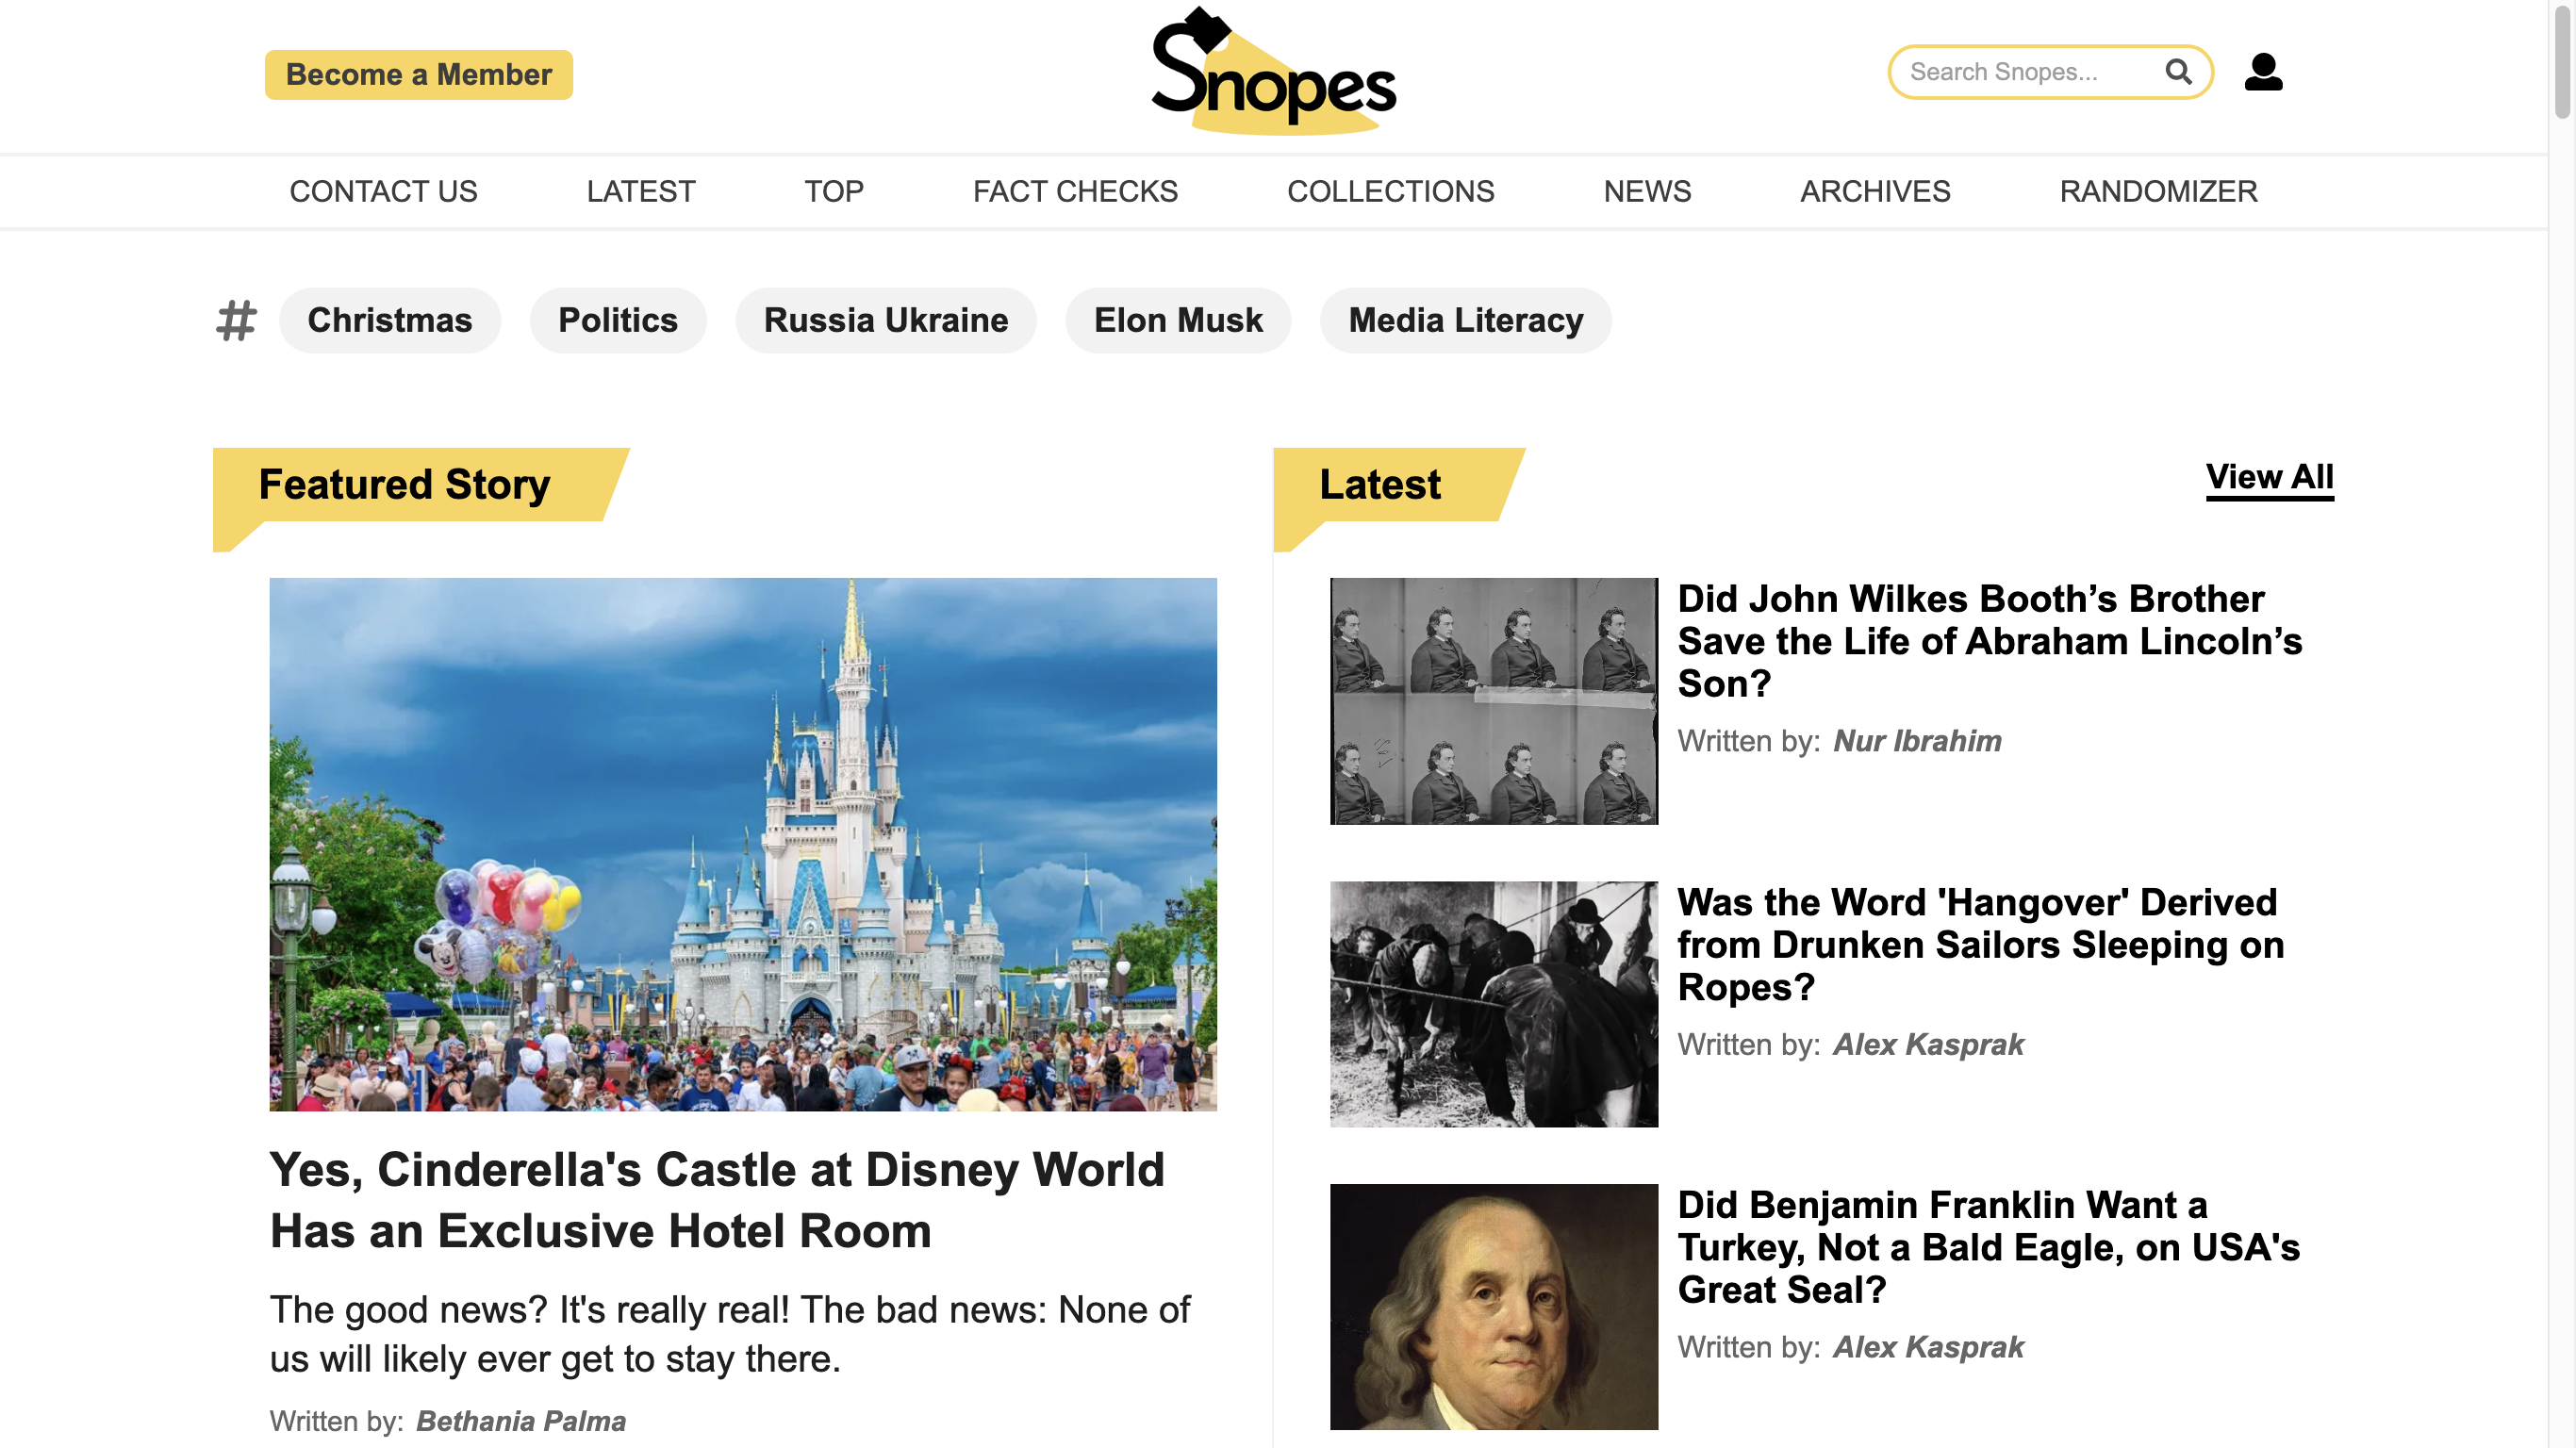 Become a Member
Snopes
Search Snopes...
CONTACT US
LATEST
TOP
FACT CHECKS
COLLECTIONS
NEWS
ARCHIVES
RANDOMIZER
#
Christmas
Politics
Russia Ukraine
Elon Musk
Media Literacy
Featured Story
Yes, Cinderella's Castle at Disney World
Has an Exclusive Hotel Room
The good news? It's really real! The bad news: None of
us will likely ever get to stay there.
Written by: Bethania Palma
Latest
View All
Did John Wilkes Booth’s Brother
Save the Life of Abraham Lincoln’s
Son?
Written by: Nur Ibrahim
Was the Word 'Hangover' Derived
from Drunken Sailors Sleeping on
Ropes?
Written by: Alex Kasprak
Did Benjamin Franklin Want a
Turkey, Not a Bald Eagle, on USA's
Great Seal?
Written by: Alex Kasprak